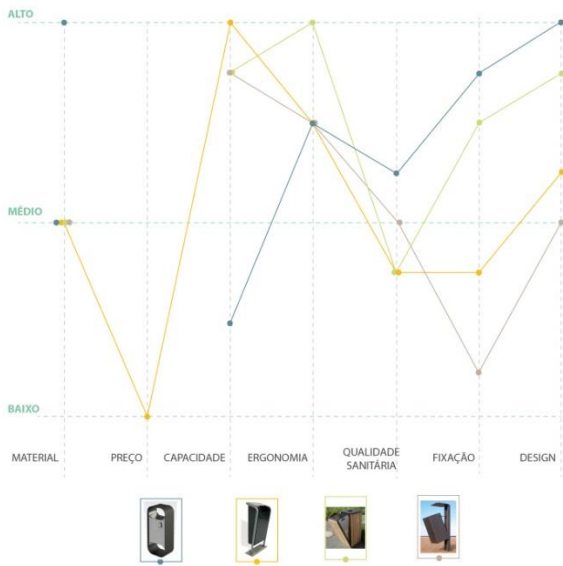 ALTO
MÉDIO
BAIXO
MATERIAL
PREÇO
CAPACIDADE
ERGONOMIA
QUALIDADE
SANITÁRIA
FIXAÇÃO
DESIGN